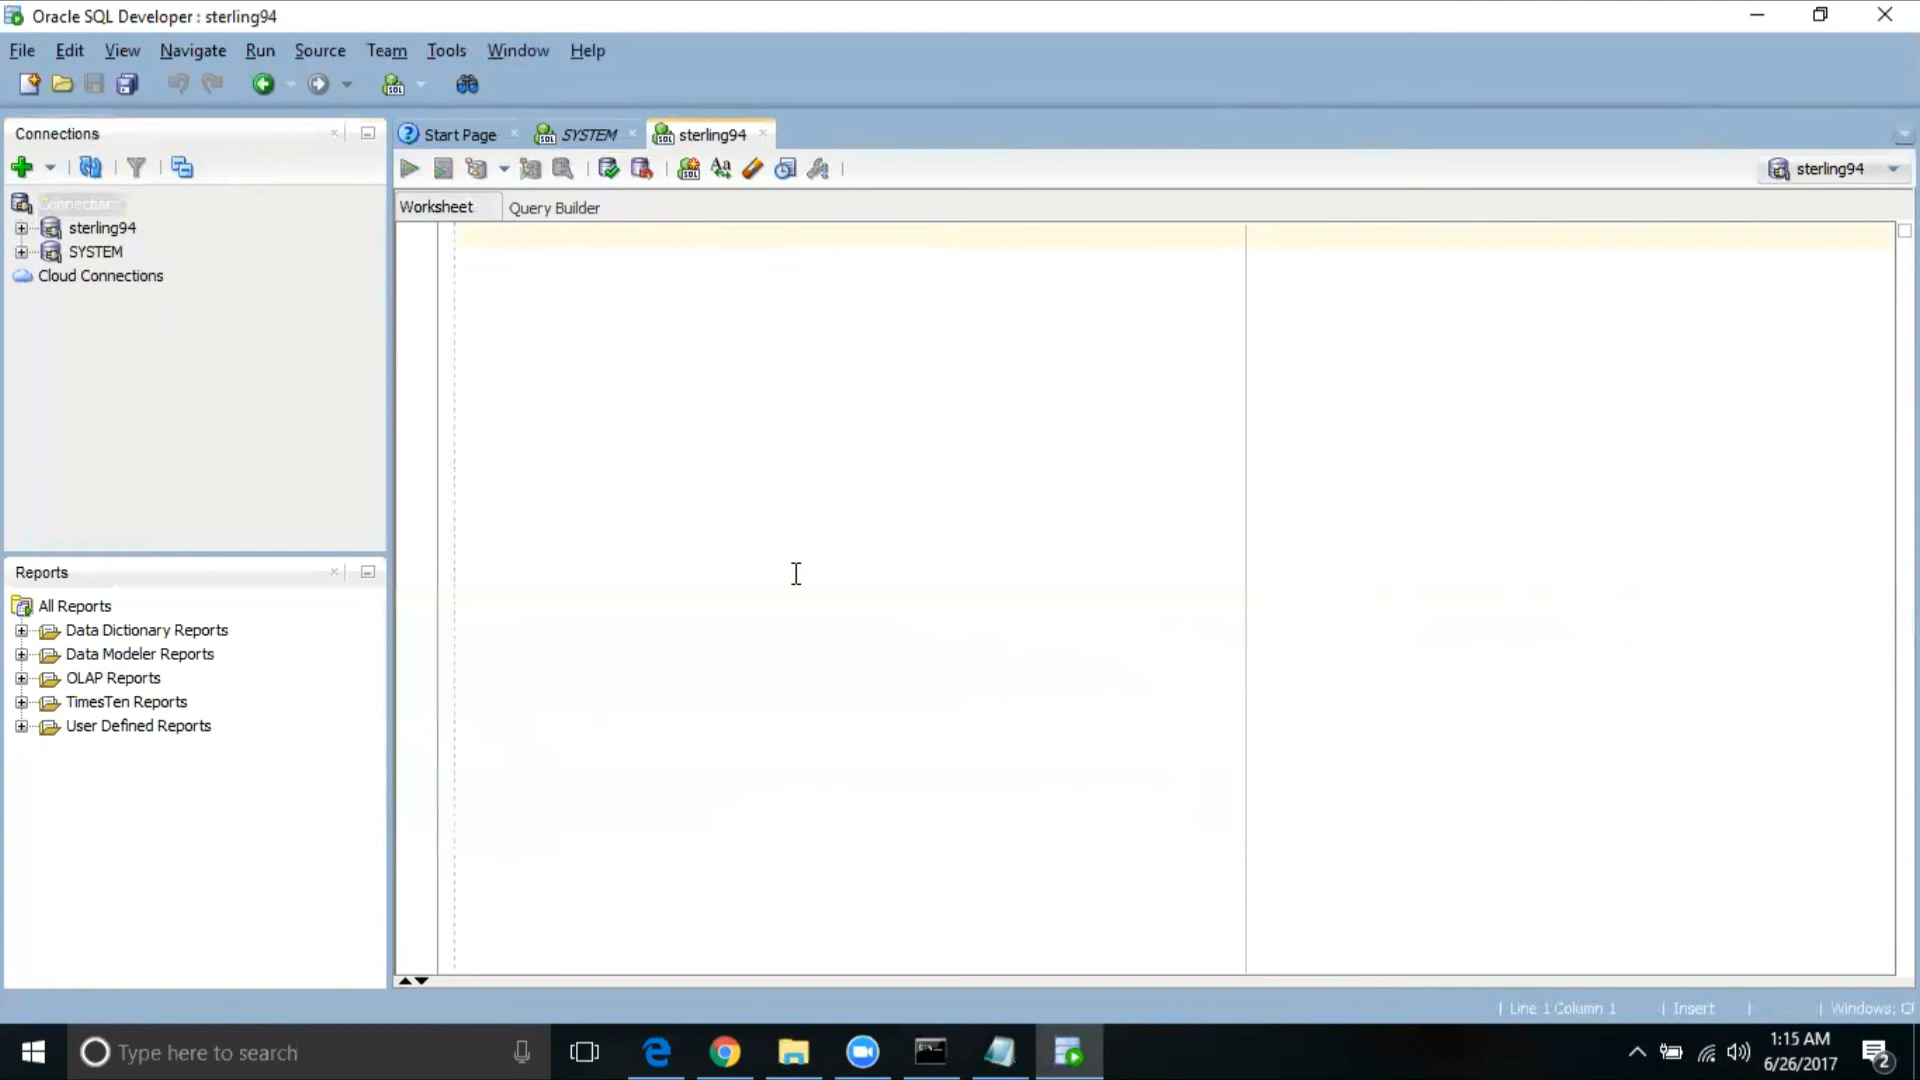 Oracle SQL Developer : sterling94
File Edit View Navigate Run Source Team Tools Window Help
Connections
Start Page
SYSTEM
sterling94
sterling94
Connections
Worksheet
Query Builder
sterling94
SYSTEM
Cloud Connections
Reports
All Reports
Data Dictionary Reports
Data Modeler Reports
OLAP Reports
TimesTen Reports
User Defined Reports
Line 1 Column 1
Insert
Windows:
Type here to search
1:15 AM
6/26/2017
2